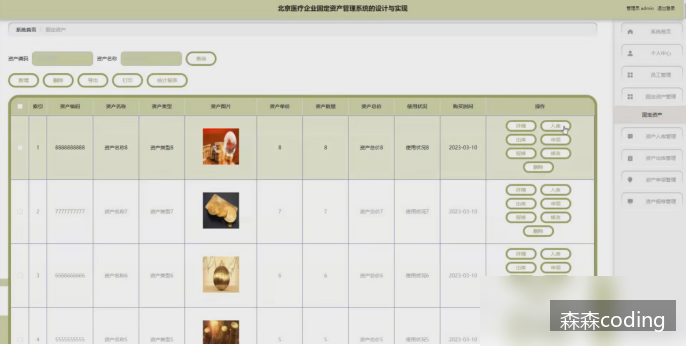 北京医疗企业固定资产管理系统的设计与实现
管理员 admin 退出登录
系统首页 固定资产
资产编码 资产名称 查询
新增 删除 导出 打印 统计报表
索引 资产编码 资产名称 资产类型 资产图片 资产单价 资产数量 资产总价 使用状况 购买时间 操作
1 8888888888 资产名称8 资产类型8 8 8 资产总价8 使用状况8 2023-03-10
详情 入库
出库 申领
报修 修改
删除
2 7777777777 资产名称7 资产类型7 7 7 资产总价7 使用状况7 2023-03-10
详情 入库
出库 申领
报修 修改
删除
3 6666666666 资产名称6 资产类型6 6 6 资产总价6 使用状况6 2023-03-10
详情 入库
出库 申领
4 5555555555 资产名称5 资产类型5 5 5 资产总价5 使用状况5 2023-03-10
系统首页
个人中心
员工管理
固定资产管理
固定资产
资产入库管理
资产出库管理
资产申领管理
资产报修管理
森森coding